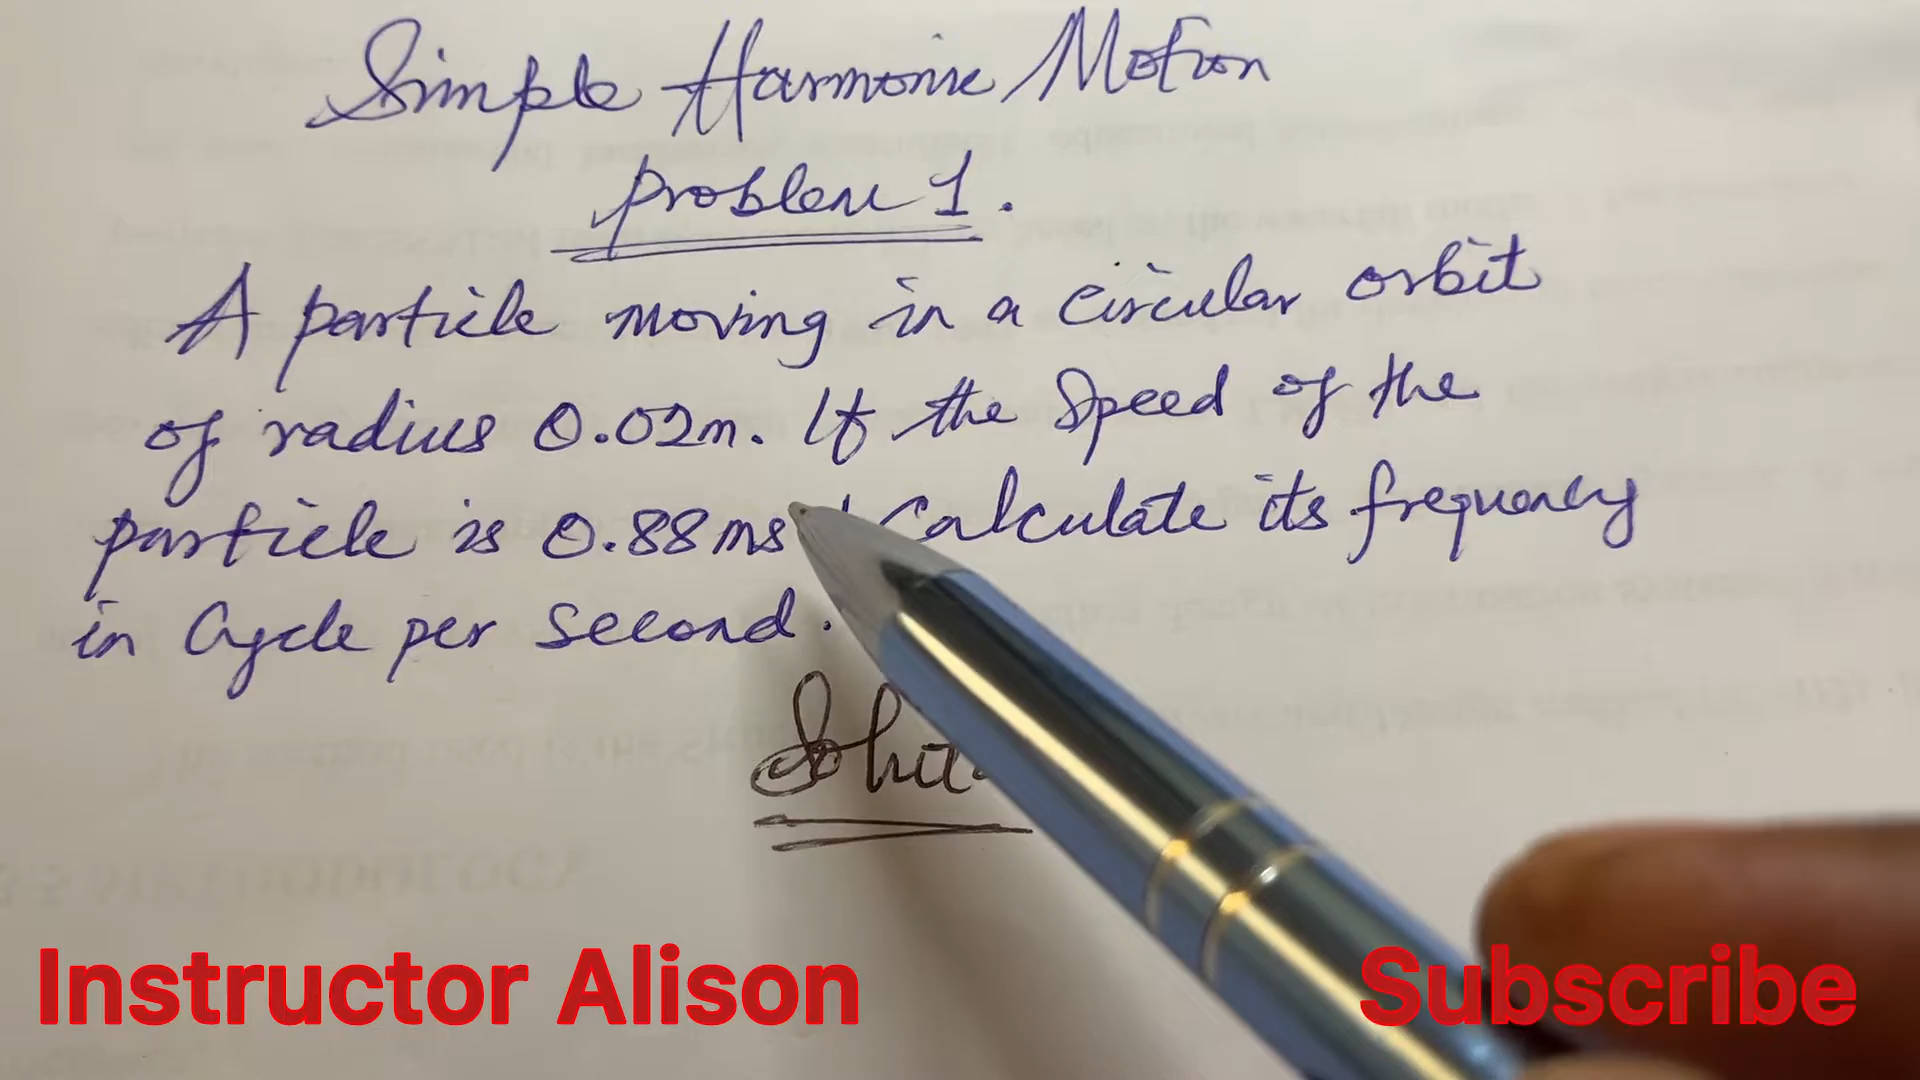 Simple Harmonic Motion
Problem 1.
A particle moving in a circular orbit
of radius 0.02m. If the speed of the
particle is 0.88ms calculate its frequency
in Cycle per second.
Instructor Alison
Subscribe